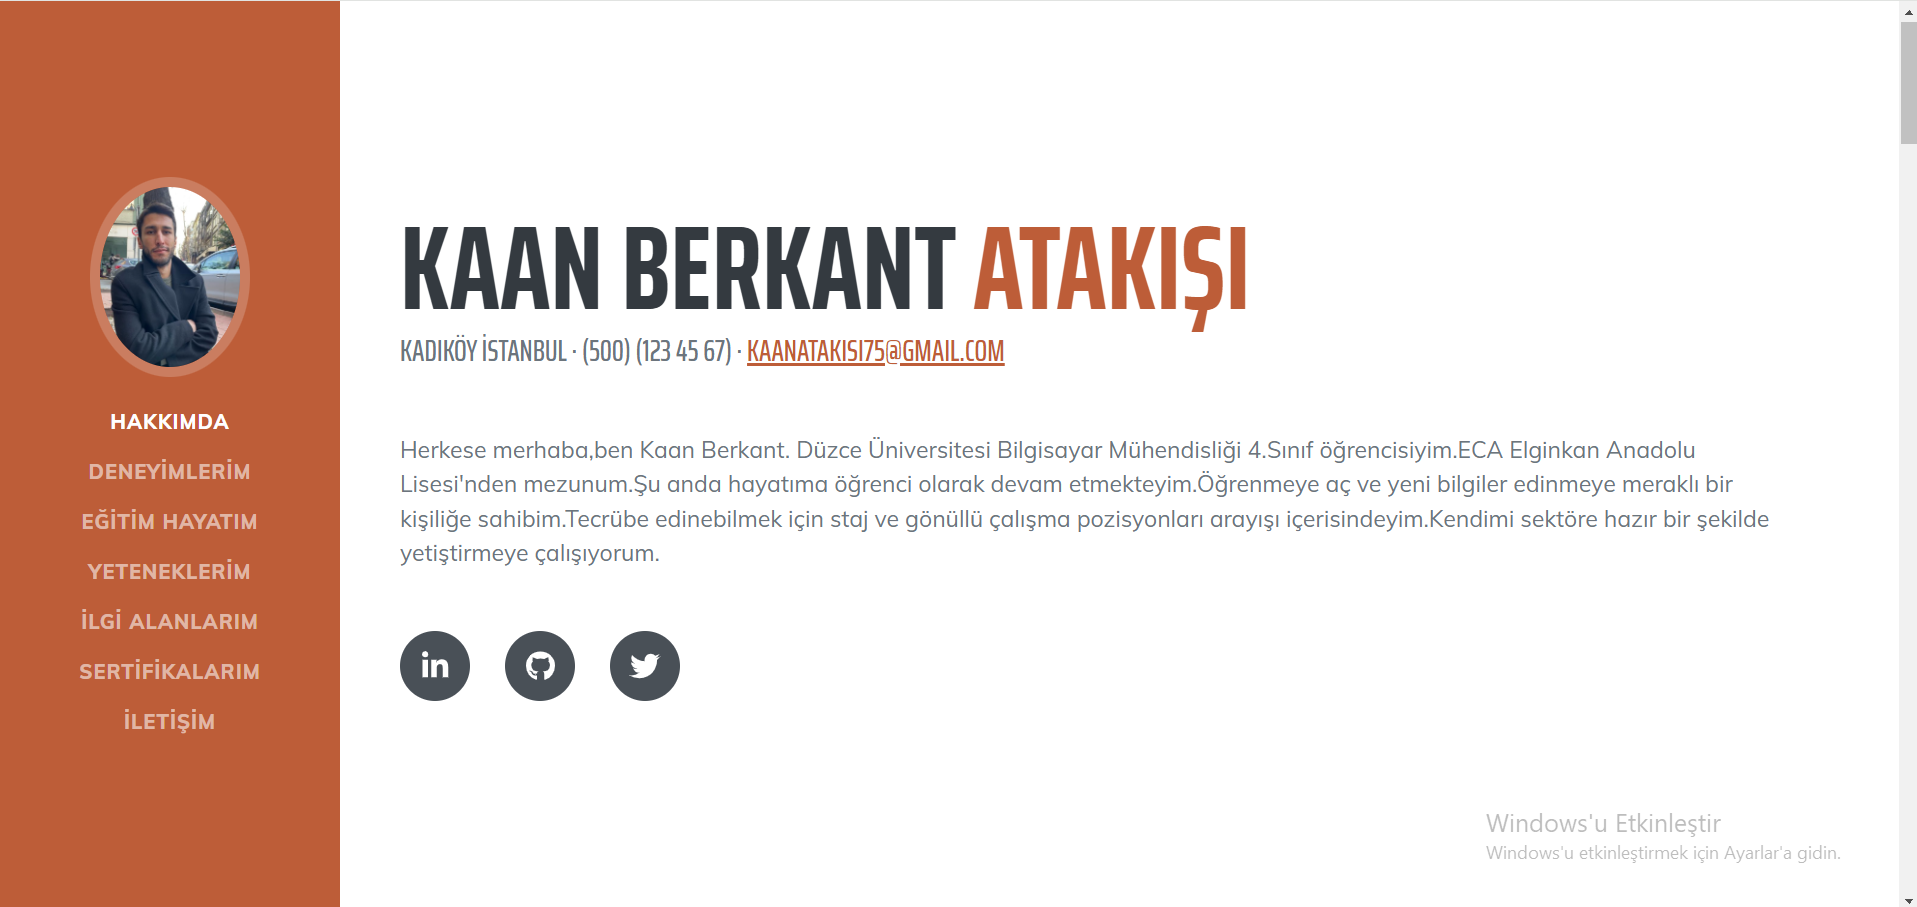 HAKKIMDA
DENEYİMLERİM
EĞİTİM HAYATIM
YETENEKLERİM
İLGİ ALANLARIM
SERTİFİKALARIM
İLETİŞİM
KAAN BERKANT ATAKIŞI
KADIKÖY İSTANBUL · (500) (123 45 67) · KAANATAKISI75@GMAIL.COM
Herkese merhaba,ben Kaan Berkant. Düzce Üniversitesi Bilgisayar Mühendisliği 4.Sınıf öğrencisiyim.ECA Elginkan Anadolu
Lisesi'nden mezunum.Şu anda hayatıma öğrenci olarak devam etmekteyim.Öğrenmeye aç ve yeni bilgiler edinmeye meraklı bir
kişiliğe sahibim.Tecrübe edinebilmek için staj ve gönüllü çalışma pozisyonları arayışı içerisindeyim.Kendimi sektöre hazır bir şekilde
yetiştirmeye çalışıyorum.
in
Windows'u Etkinleştir
Windows'u etkinleştirmek için Ayarlar'a gidin.